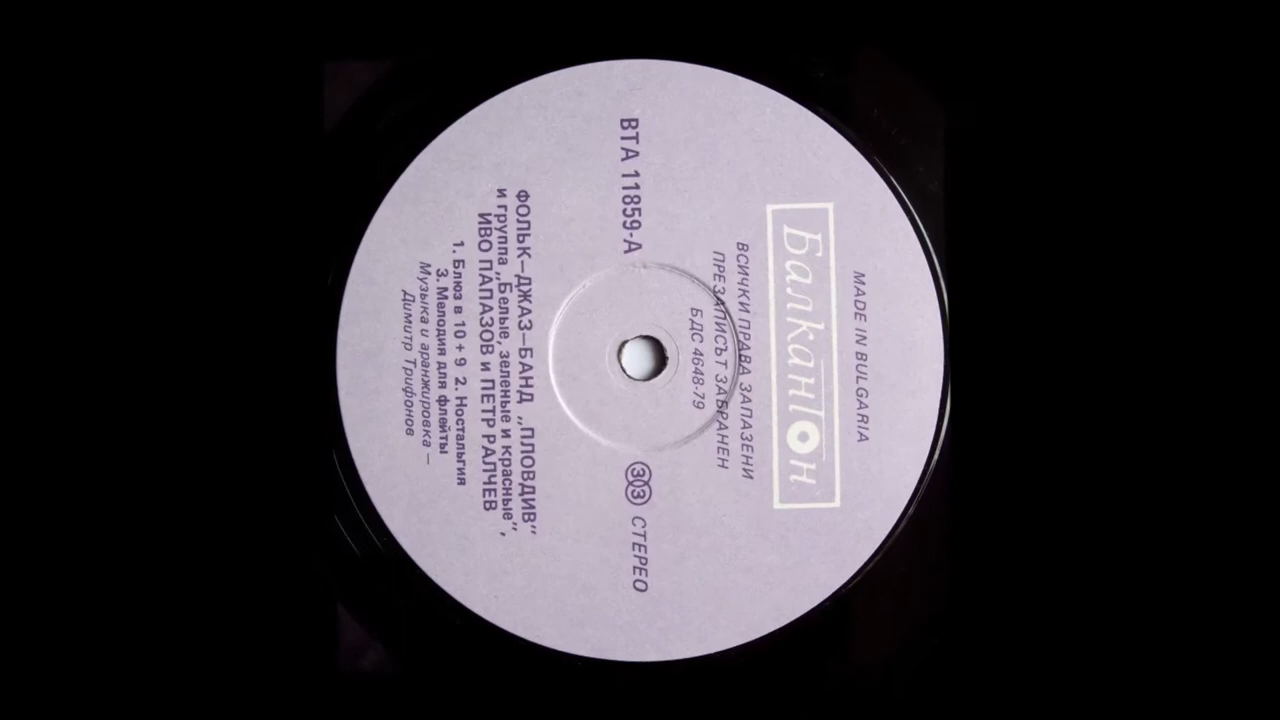 MADE IN BULGARIA
Балкантон
ВСИЧКИ ПРАВА ЗАПАЗЕНИ
ПРЕЗАПИСЪТ ЗАБРАНЕН
БДС 4648-79
ВТА 11859-А
33 СТЕРЕО
ФОЛЬК—ДЖАЗ—БАНД „ПЛОВДИВ“
и группа „Белые, зеленые и красные“,
ИВО ПАПАЗОВ и ПЕТР РАЛЧЕВ
1. Блюз в 10 + 9 2. Ностальгия
3. Мелодия для флейты
Музыка и аранжировка —
Димитр Трифонов